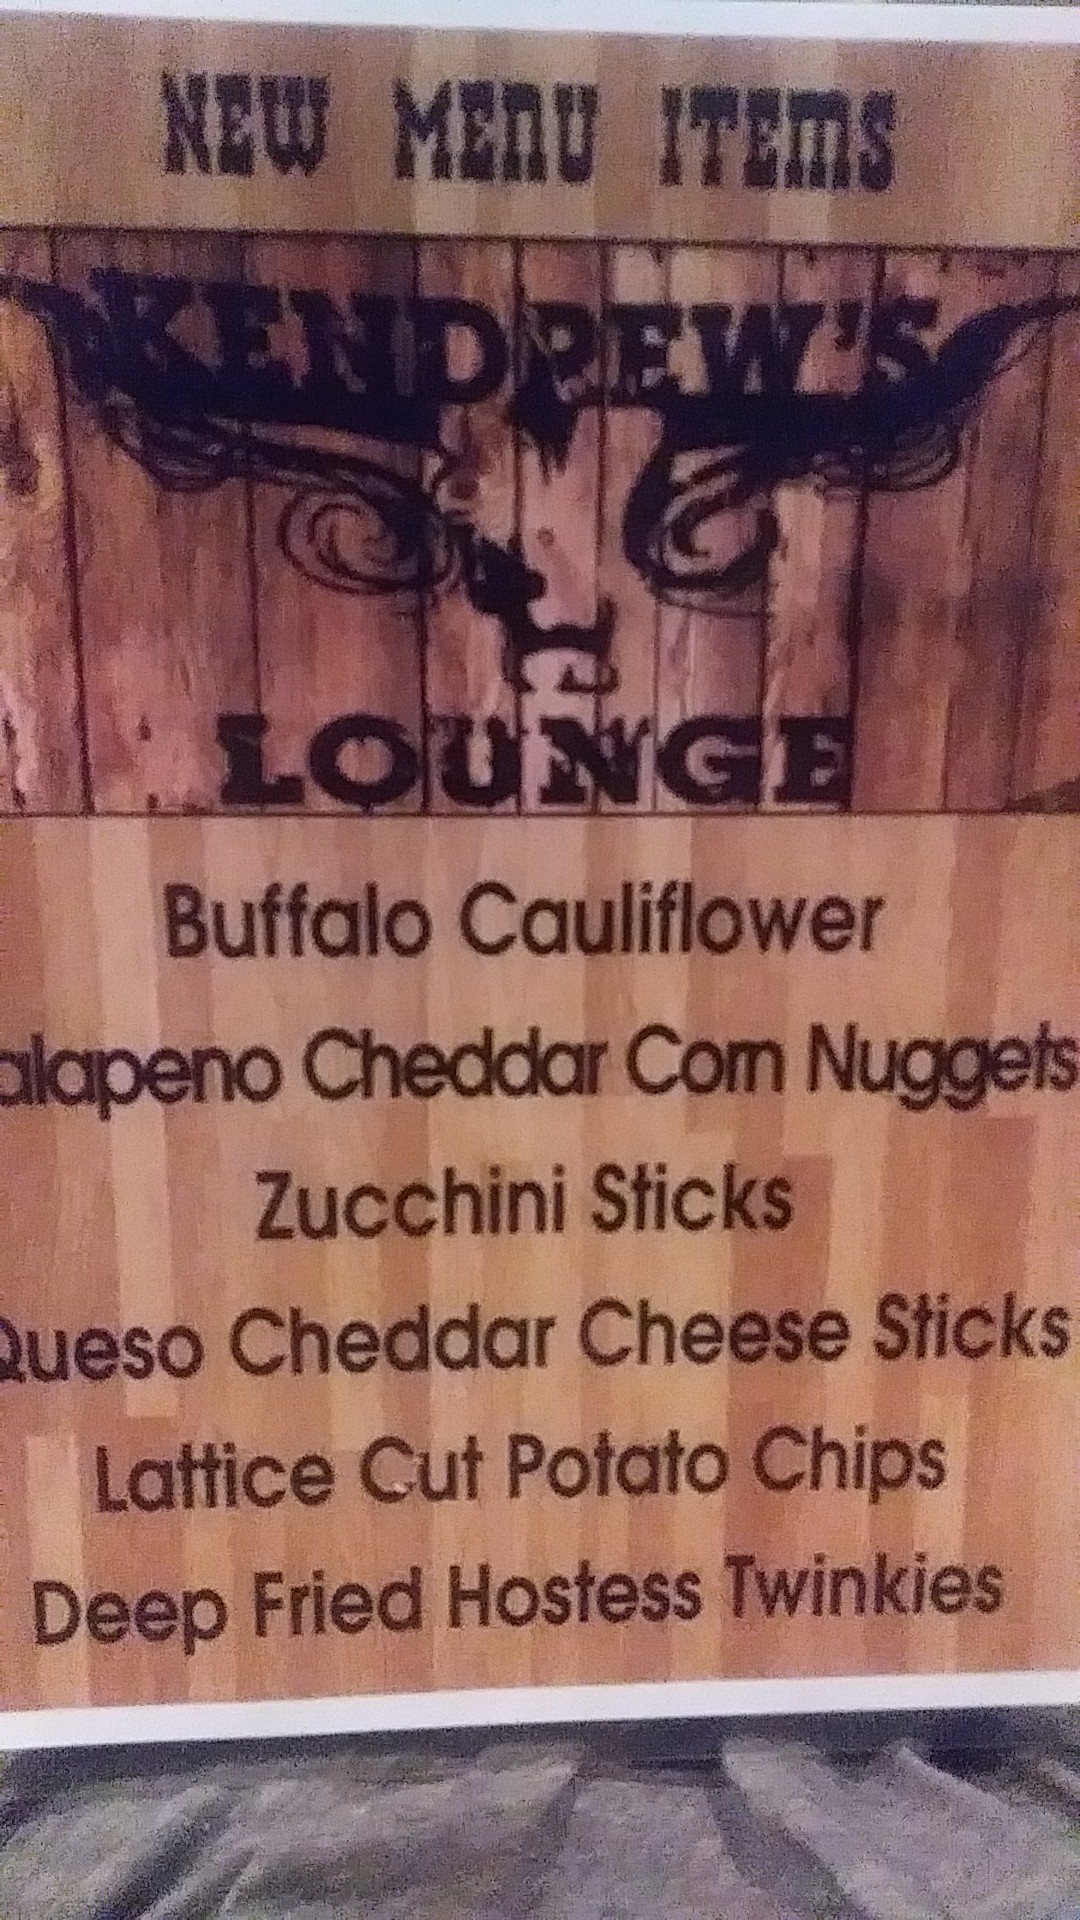 NEW MENU ITEMS
KENDREW'S
LOUNGE
Buffalo Cauliflower
alapeno Cheddar Corn Nuggets
Zucchini Sticks
Queso Cheddar Cheese Sticks
Lattice Cut Potato Chips
Deep Fried Hostess Twinkies